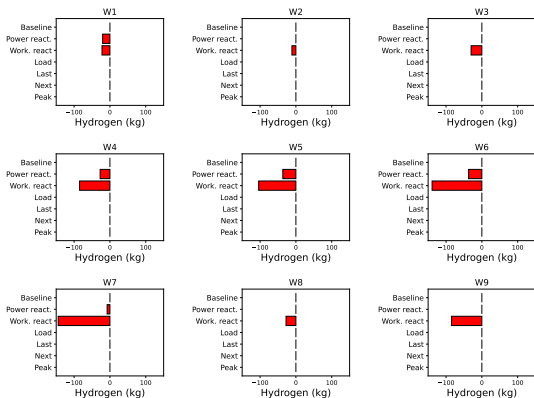 W1
Baseline
Power react.
Work. react
Load
Last
Next
Peak
−100 0 100
Hydrogen (kg)
W2
Baseline
Power react.
Work. react
Load
Last
Next
Peak
−100 0 100
Hydrogen (kg)
W3
Baseline
Power react.
Work. react
Load
Last
Next
Peak
−100 0 100
Hydrogen (kg)
W4
Baseline
Power react.
Work. react
Load
Last
Next
Peak
−100 0 100
Hydrogen (kg)
W5
Baseline
Power react.
Work. react
Load
Last
Next
Peak
−100 0 100
Hydrogen (kg)
W6
Baseline
Power react.
Work. react
Load
Last
Next
Peak
−100 0 100
Hydrogen (kg)
W7
Baseline
Power react.
Work. react
Load
Last
Next
Peak
−100 0 100
Hydrogen (kg)
W8
Baseline
Power react.
Work. react
Load
Last
Next
Peak
−100 0 100
Hydrogen (kg)
W9
Baseline
Power react.
Work. react
Load
Last
Next
Peak
−100 0 100
Hydrogen (kg)